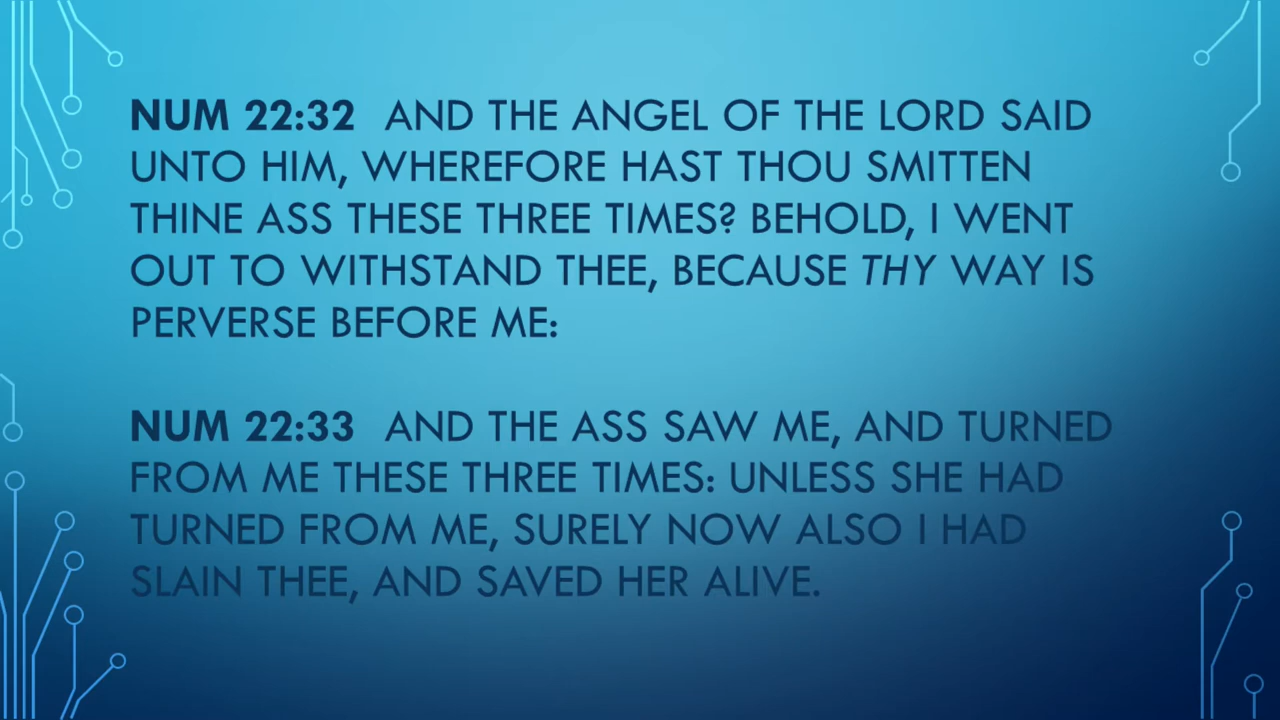 NUM 22:32 AND THE ANGEL OF THE LORD SAID
UNTO HIM, WHEREFORE HAST THOU SMITTEN
THINE ASS THESE THREE TIMES? BEHOLD, I WENT
OUT TO WITHSTAND THEE, BECAUSE THY WAY IS
PERVERSE BEFORE ME:
NUM 22:33 AND THE ASS SAW ME, AND TURNED
FROM ME THESE THREE TIMES: UNLESS SHE HAD
TURNED FROM ME, SURELY NOW ALSO I HAD
SLAIN THEE, AND SAVED HER ALIVE.